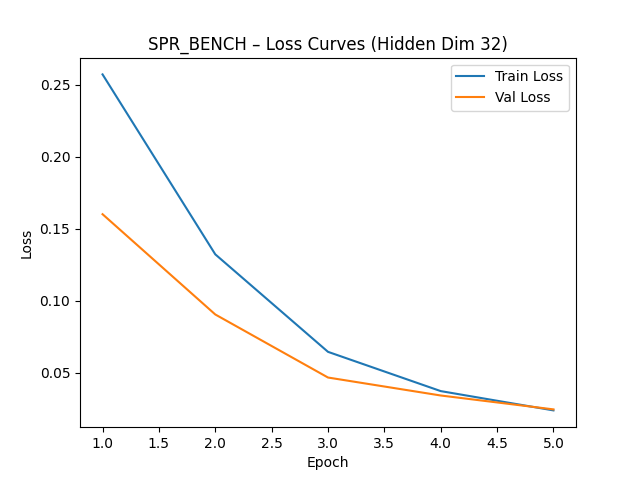 SPR_BENCH – Loss Curves (Hidden Dim 32)
Train Loss
Val Loss
0.25
0.20
0.15
0.10
0.05
Loss
1.0 1.5 2.0 2.5 3.0 3.5 4.0 4.5 5.0
Epoch